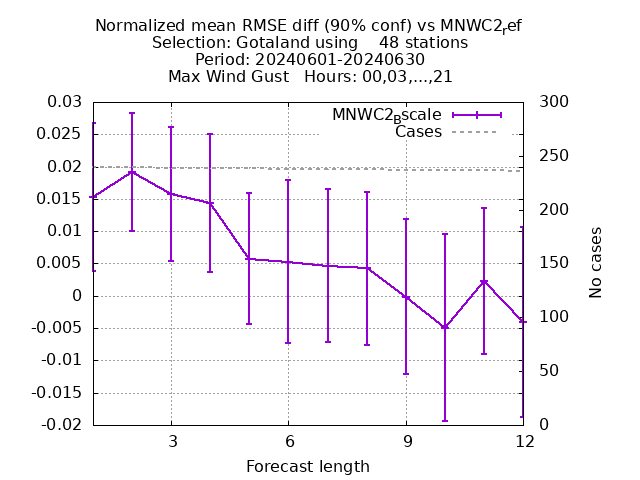 Normalized mean RMSE diff (90% conf) vs MNWC2_ref
Selection: Gotaland using 48 stations
Period: 20240601-20240630
Max Wind Gust Hours: 00,03,...,21
MNWC2_Bscale
Cases
0.03
0.025
0.02
0.015
0.01
0.005
0
-0.005
-0.01
-0.015
-0.02
300
250
200
150
100
50
0
No cases
3
6
9
12
Forecast length